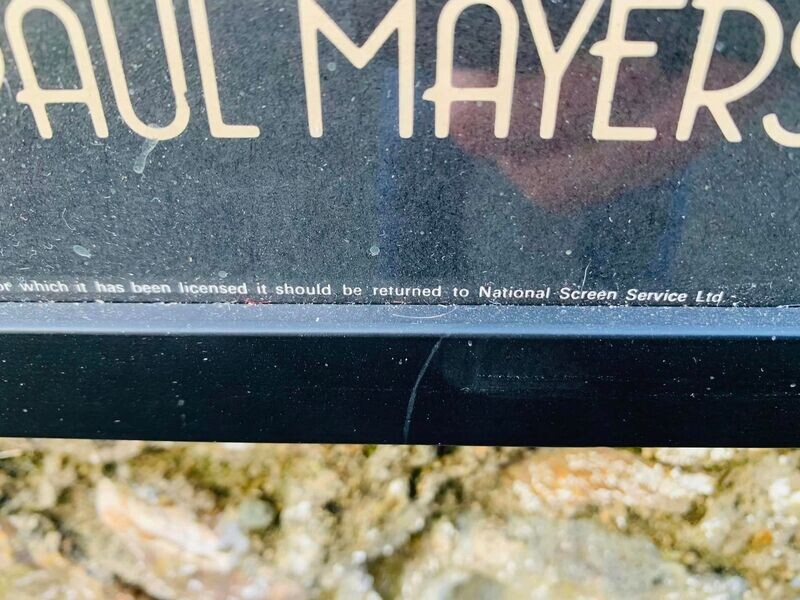 PAUL MAYERS
which it has been licensed it should be returned to National Screen Service Ltd